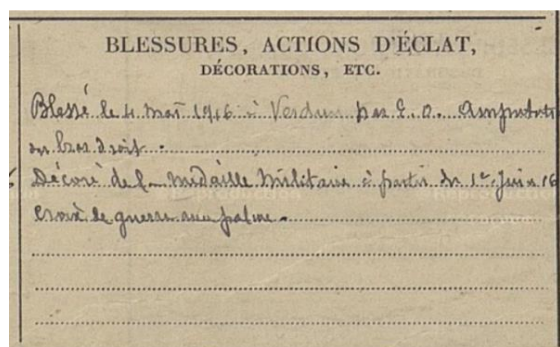 BLESSURES, ACTIONS D'ÉCLAT,
DÉCORATIONS, ETC.
Blessé le 4 mai 1916 à Verdun par E. O. Amputation
du bras droit.
Décoré de la Médaille Militaire à partir du 1er Juin 16
Croix de guerre avec palme.